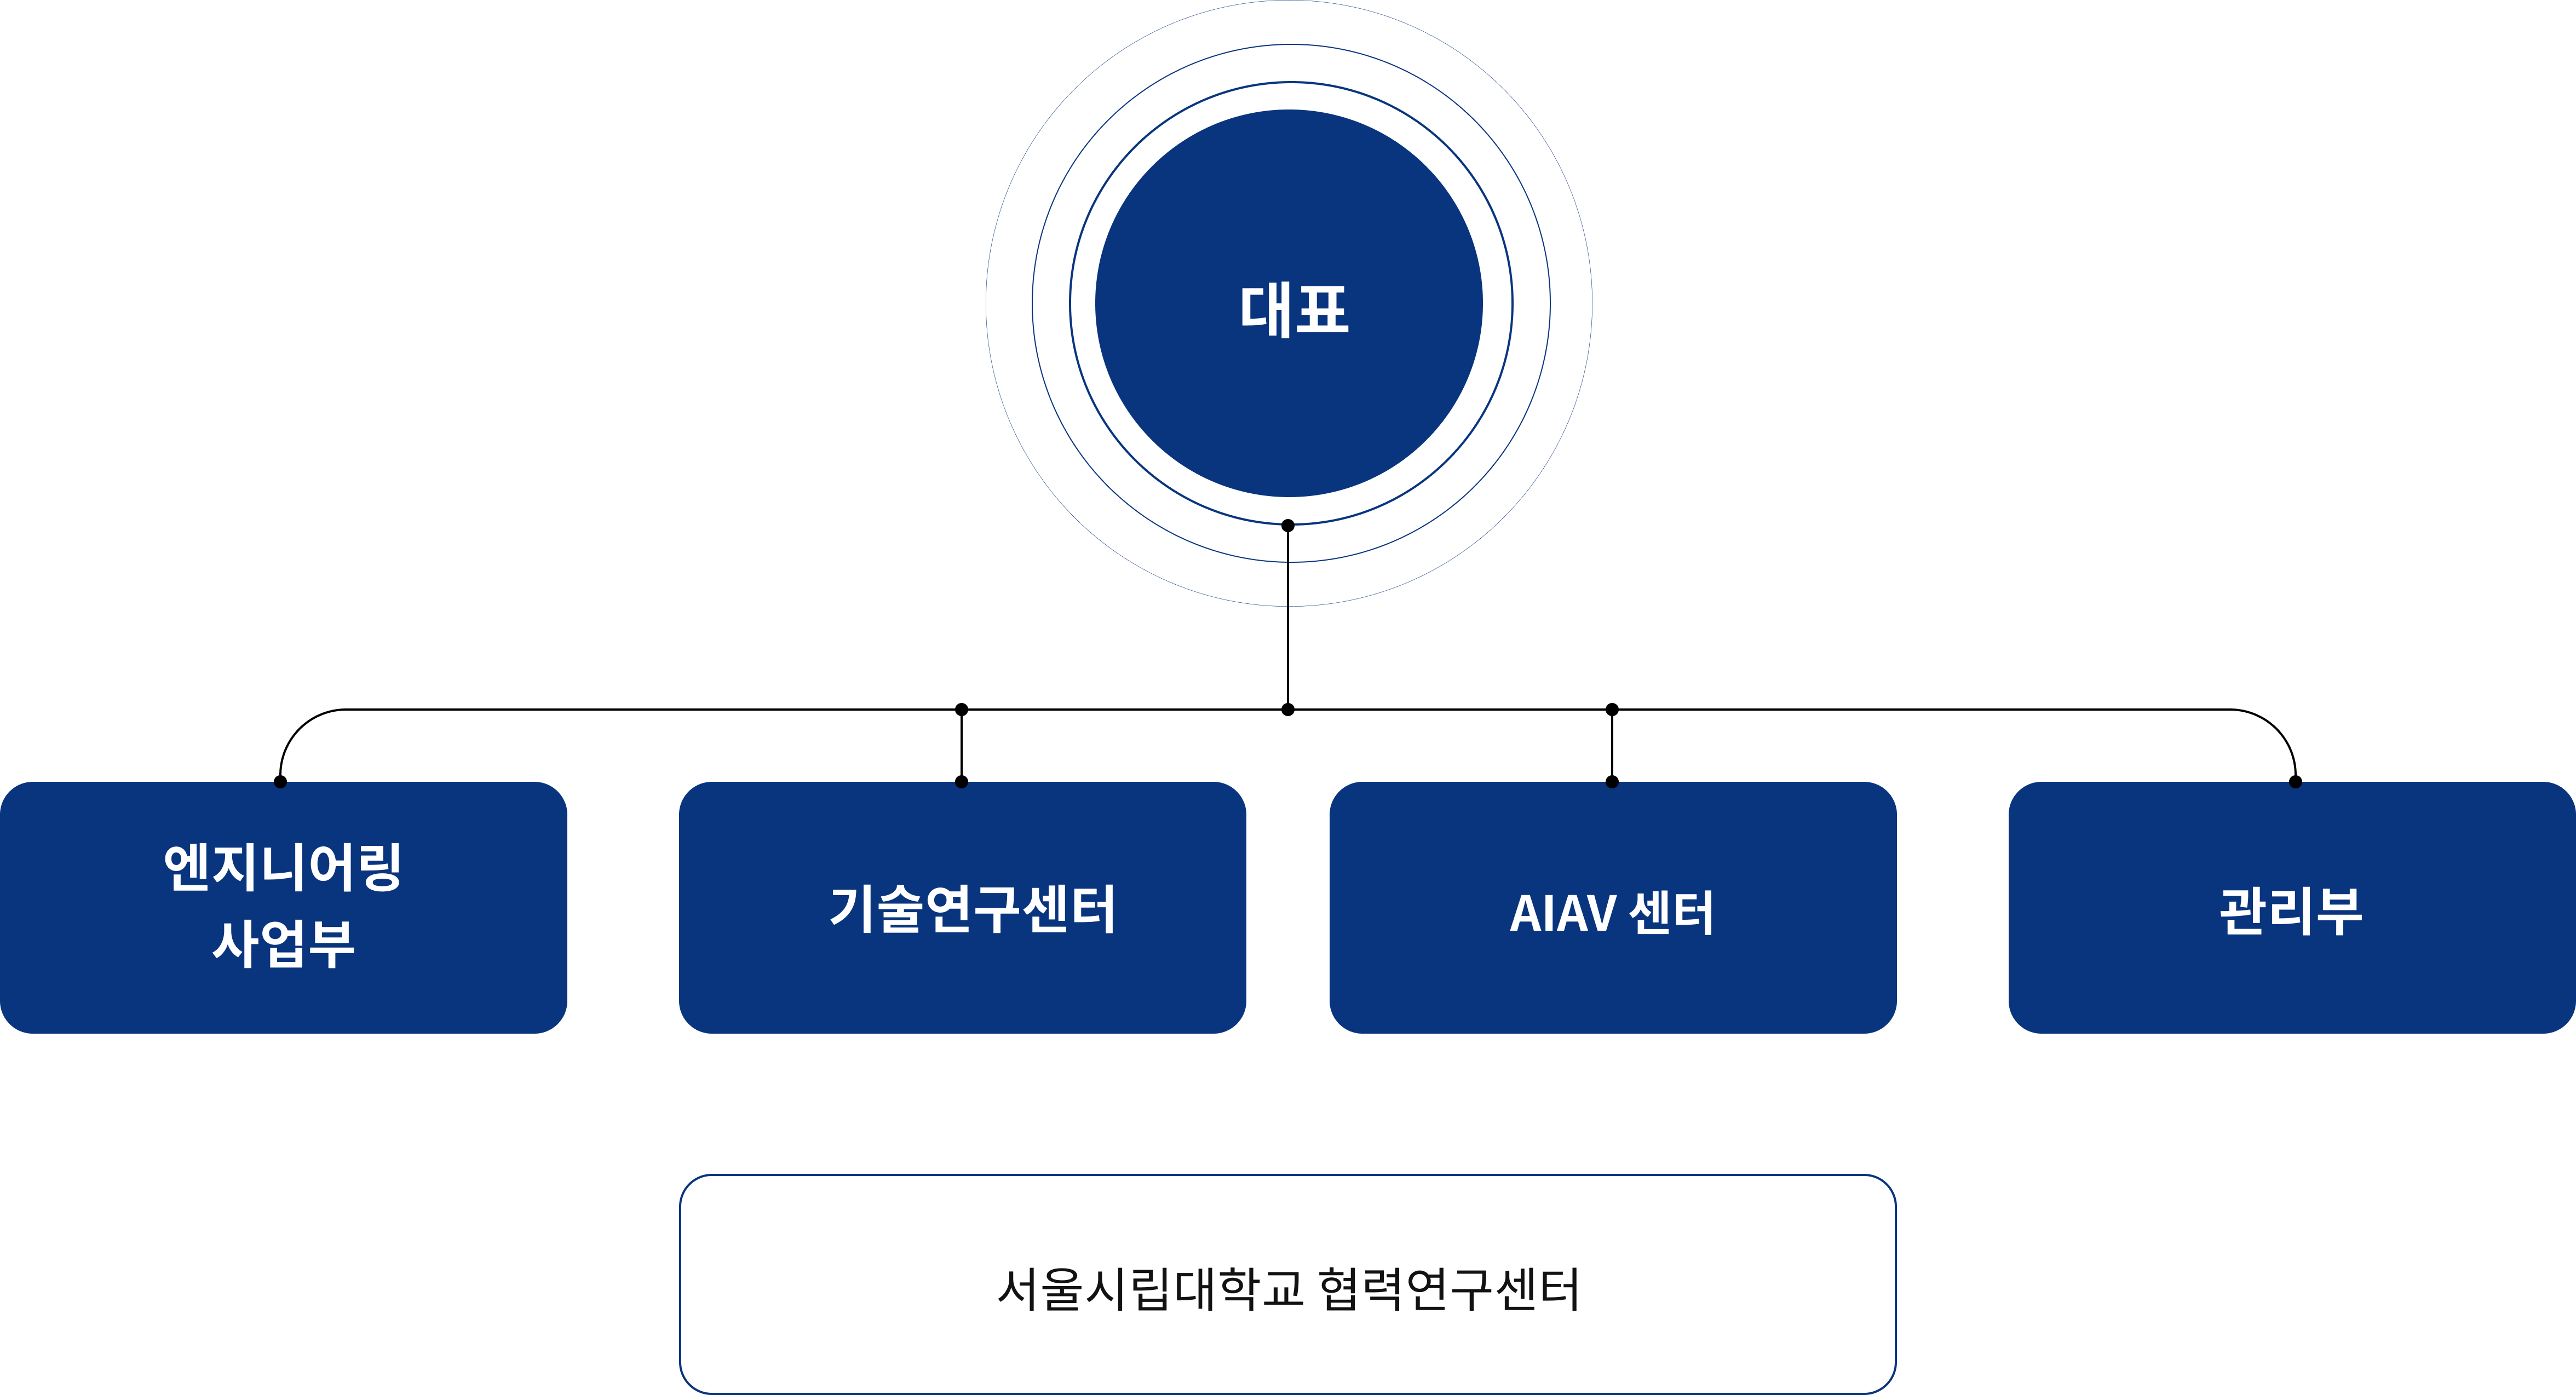 대표
엔지니어링
사업부
기술연구센터
AIAV 센터
관리부
서울시립대학교 협력연구센터